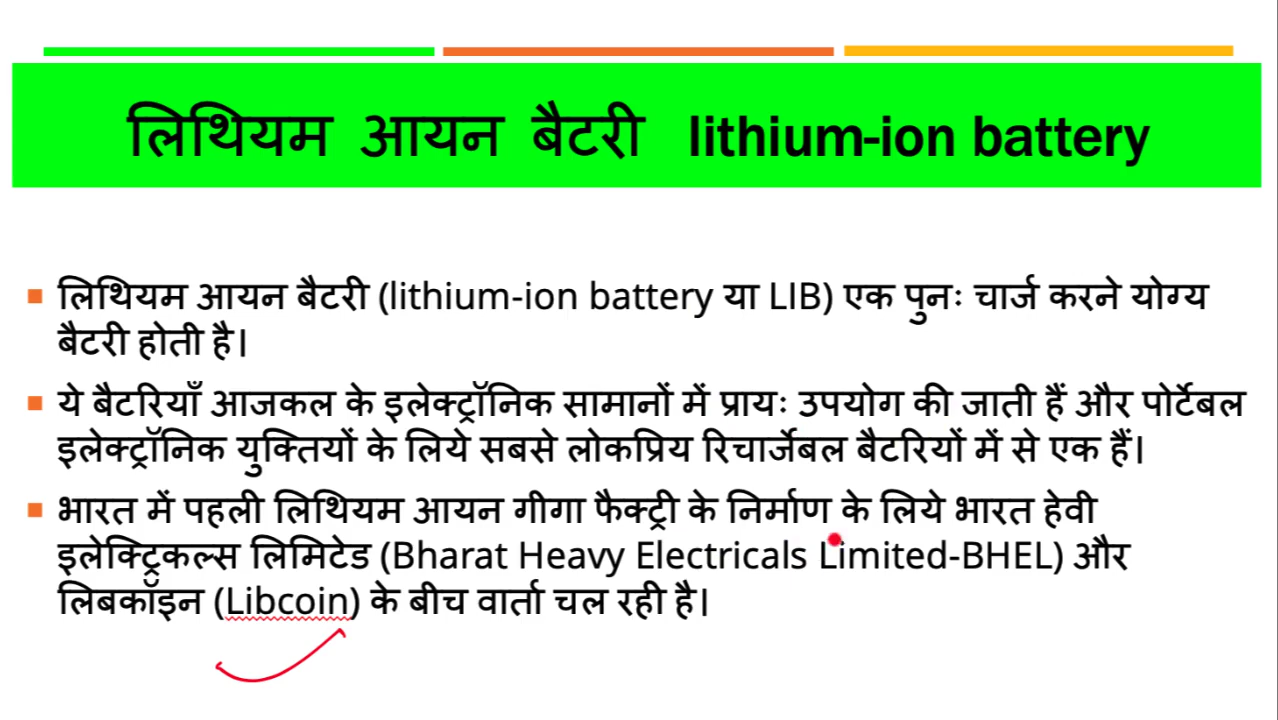 लिथियम आयन बैटरी lithium-ion battery
लिथियम आयन बैटरी (lithium-ion battery या LIB) एक पुनः चार्ज करने योग्य
बैटरी होती है।
ये बैटरियाँ आजकल के इलेक्ट्रॉनिक सामानों में प्रायः उपयोग की जाती हैं और पोर्टेबल
इलेक्ट्रॉनिक युक्तियों के लिये सबसे लोकप्रिय रिचार्जेबल बैटरियों में से एक हैं।
भारत में पहली लिथियम आयन गीगा फैक्ट्री के निर्माण के लिये भारत हेवी
इलेक्ट्रिकल्स लिमिटेड (Bharat Heavy Electricals Limited-BHEL) और
लिबकॉइन (Libcoin) के बीच वार्ता चल रही है।